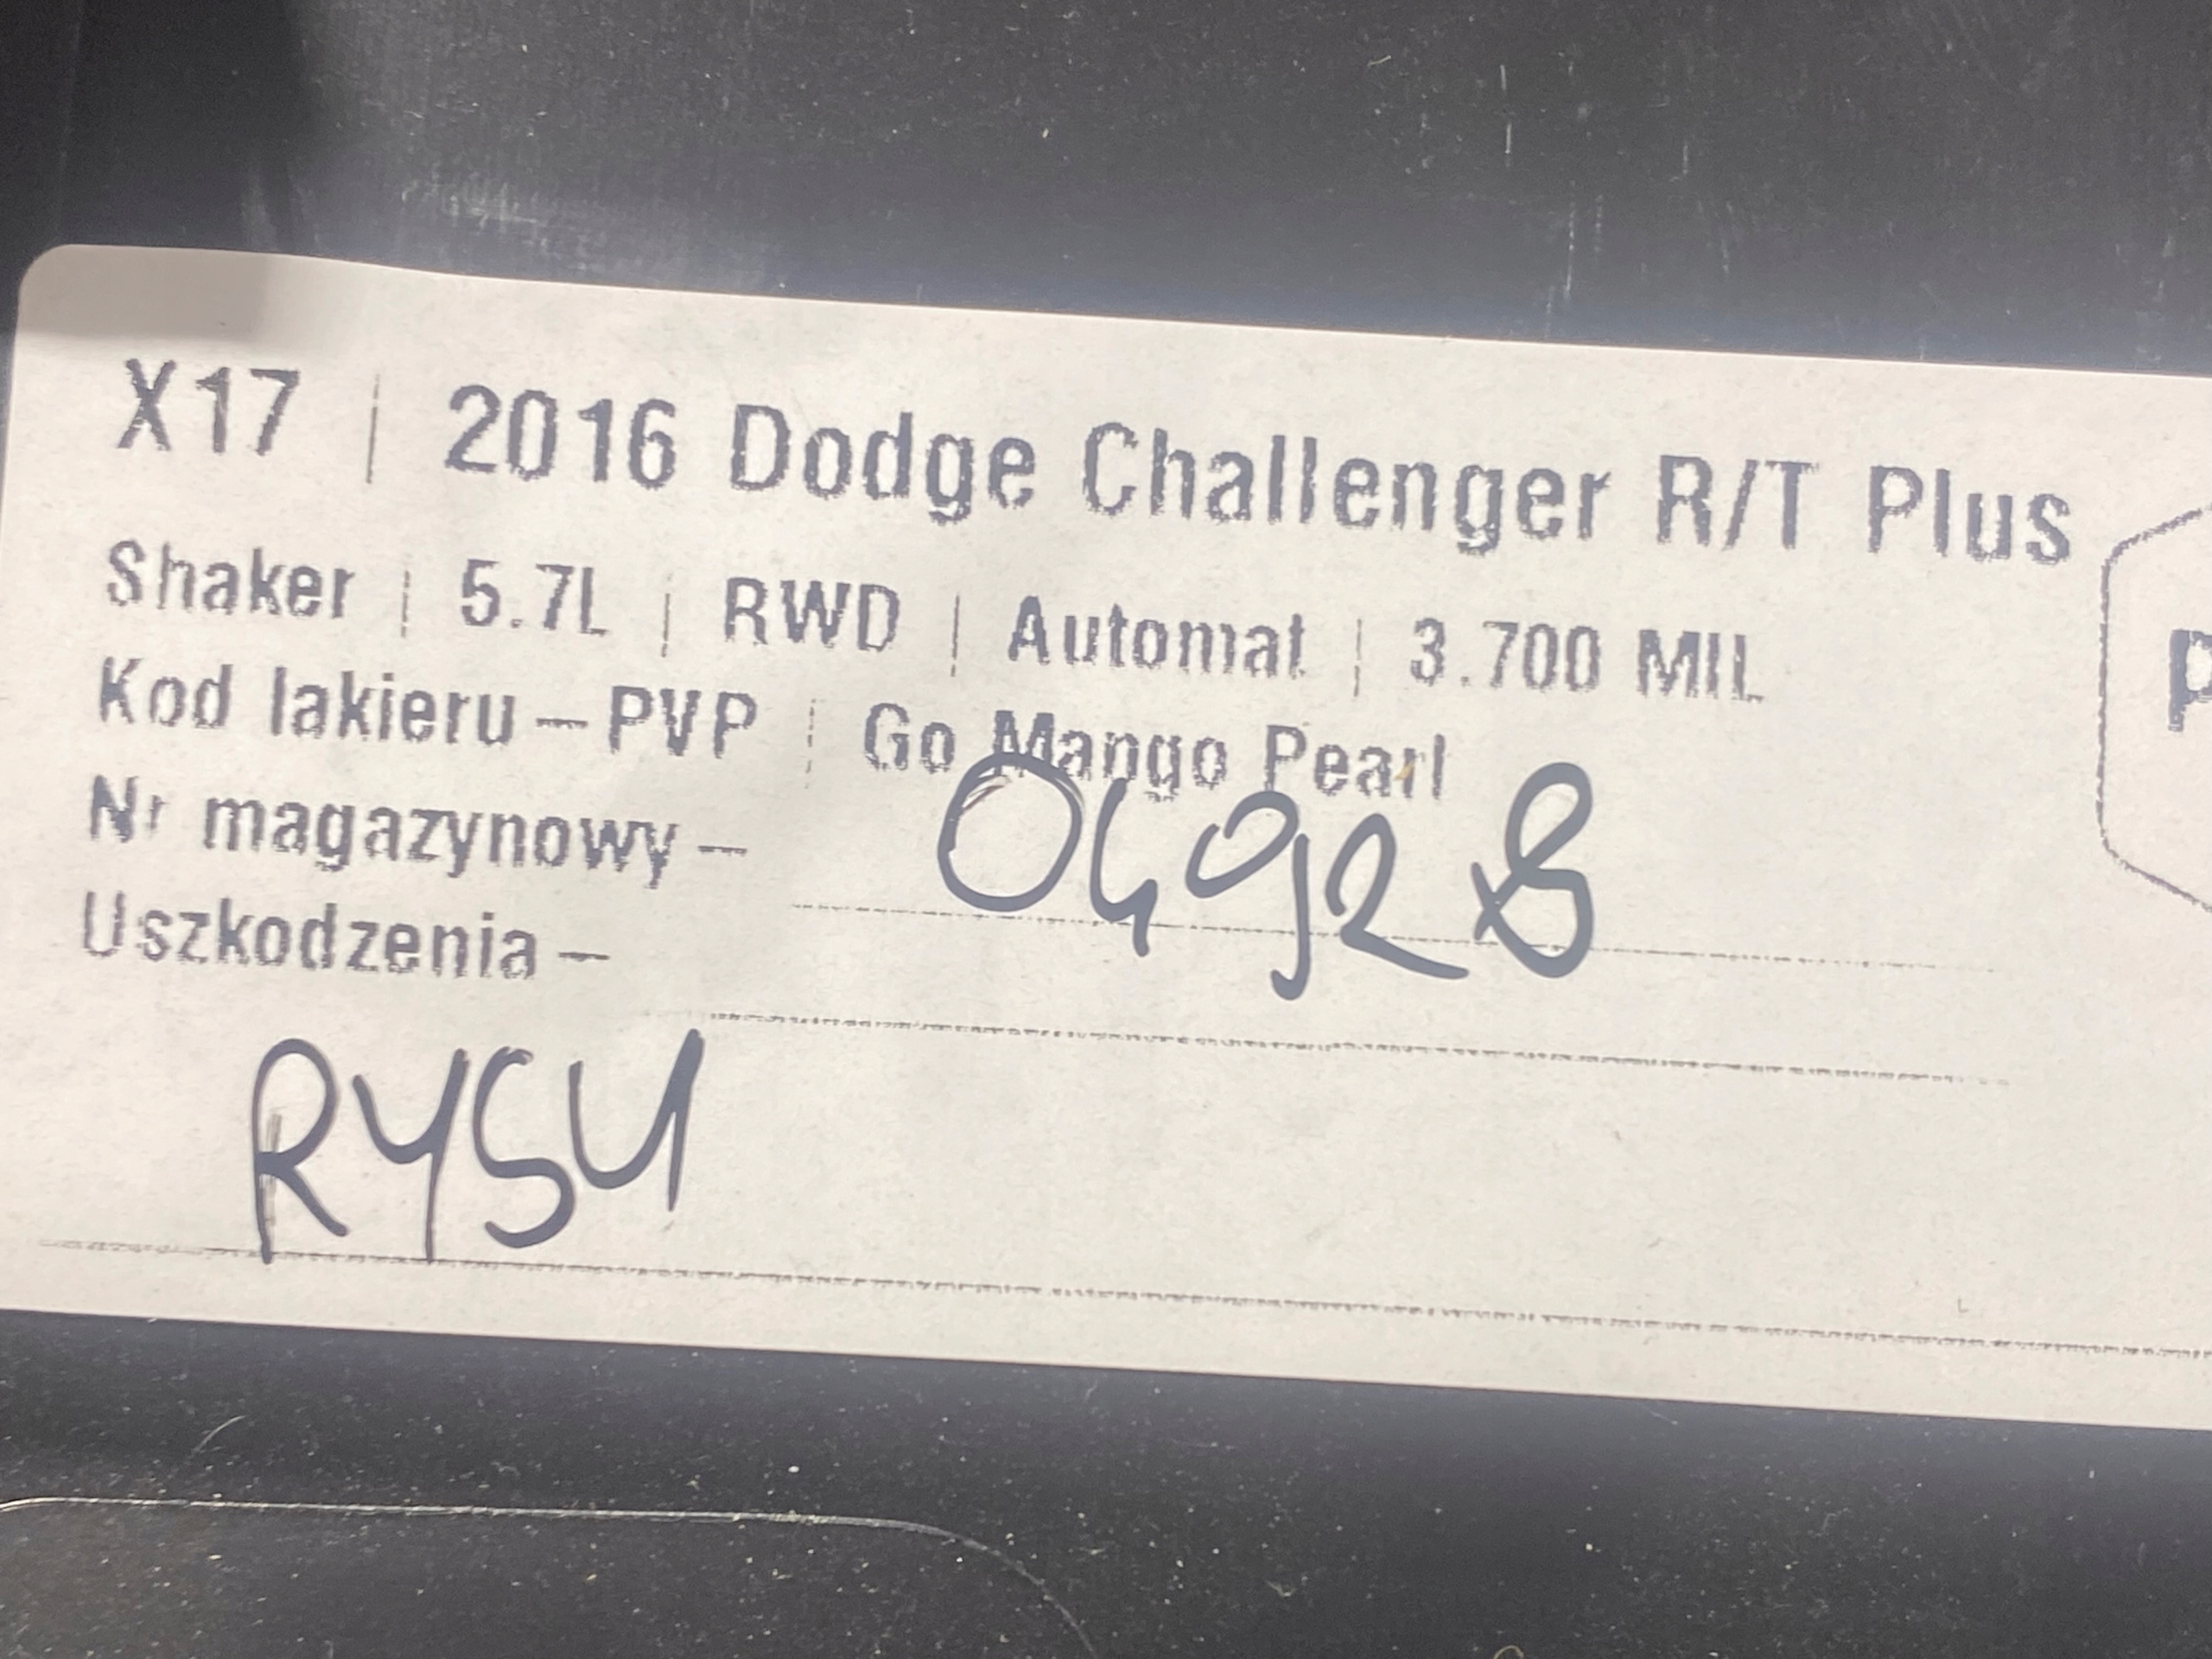 X17 | 2016 Dodge Challenger R/T Plus
Shaker | 5.7L | RWD | Automat | 3.700 MIL
Kod lakieru – PVP | Go Mango Pearl
Nr magazynowy – 04928
Uszkodzenia –
RYSY
P